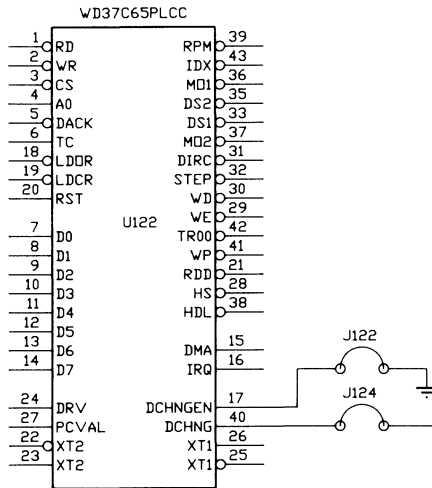 WD37C65PLCC
1 RD RPM 39
2 WR IDX 43
3 CS MO1 36
4 A0 DS2 35
5 DACK DS1 33
6 TC MO2 37
18 LDOR DIRC 31
19 LDCR STEP 32
20 RST WD 30
WE 29
U122 TR00 42
7 D0 WP 41
8 D1 RDD 21
9 D2 HS 28
10 D3 HDL 38
11 D4
12 D5
13 D6 DMA 15
14 D7 IRQ 16
J122
24 DRV DCHNGEN 17
J124
27 PCVAL DCHNG 40
22 XT2 XT1 26
23 XT2 XT1 25